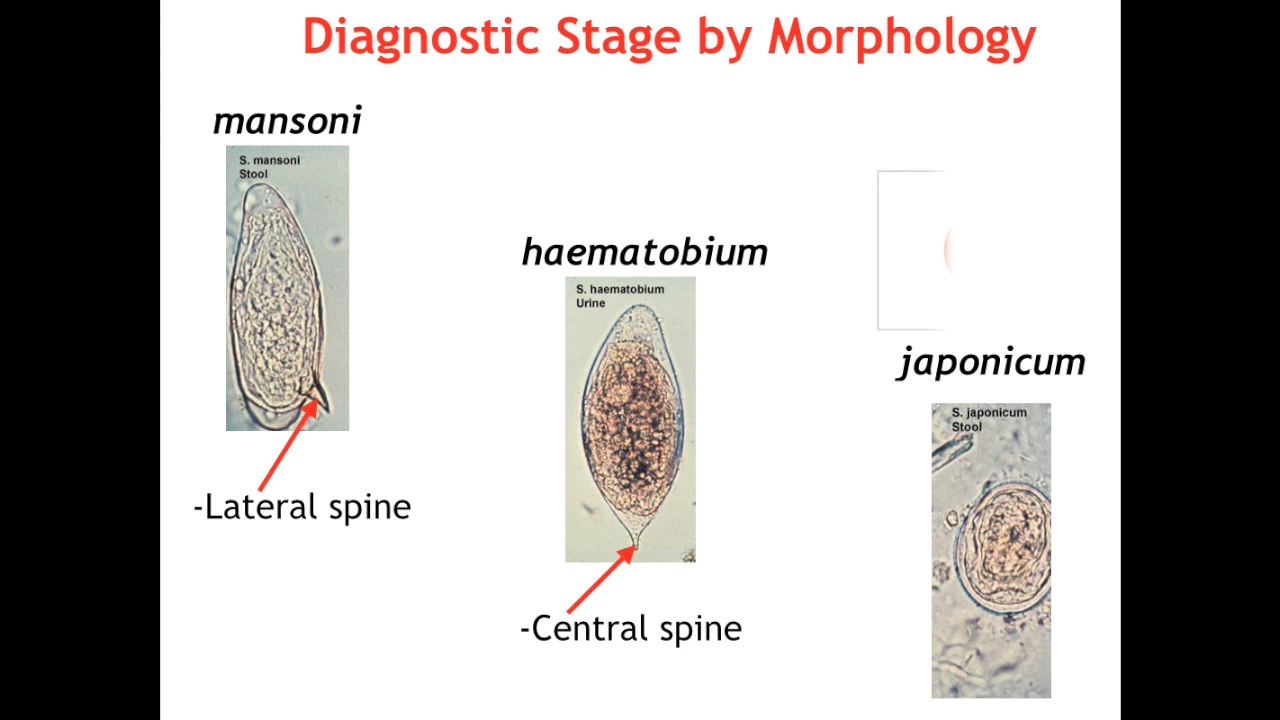 Diagnostic Stage by Morphology
mansoni
S. mansoni
Stool
-Lateral spine
haematobium
S. haematobium
Urine
-Central spine
japonicum
S. japonicum
Stool